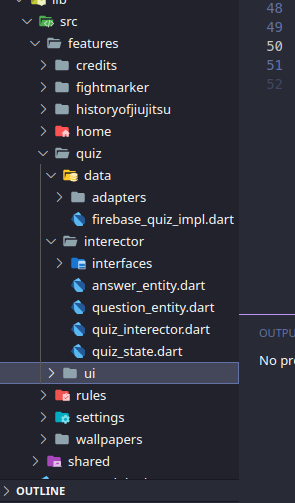 lib
src
features
credits
fightmarker
historyofjiujitsu
home
quiz
data
adapters
firebase_quiz_impl.dart
interector
interfaces
answer_entity.dart
question_entity.dart
quiz_interector.dart
quiz_state.dart
ui
rules
settings
wallpapers
shared
OUTLINE
48
49
50
51
52
OUTPU
No pro